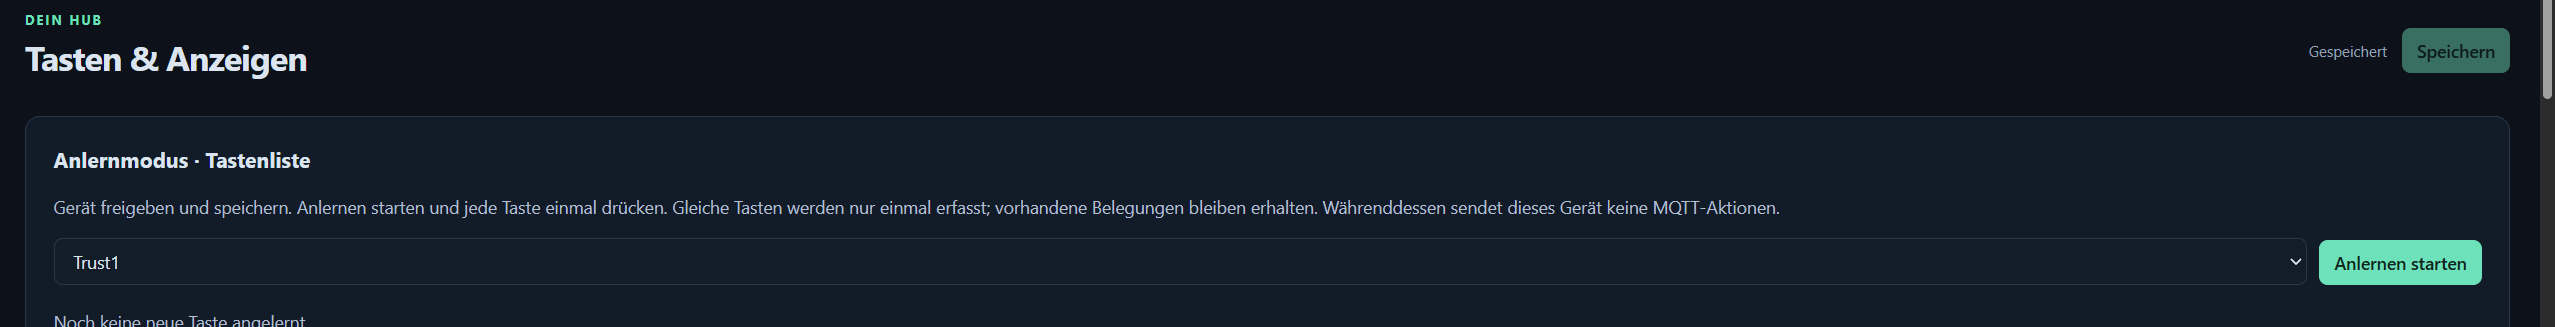 DEIN HUB
Tasten & Anzeigen
Gespeichert
Speichern
Anlernmodus · Tastenliste
Gerät freigeben und speichern. Anlernen starten und jede Taste einmal drücken. Gleiche Tasten werden nur einmal erfasst; vorhandene Belegungen bleiben erhalten. Währenddessen sendet dieses Gerät keine MQTT-Aktionen.
Trust1
Anlernen starten
Noch keine neue Taste angelernt